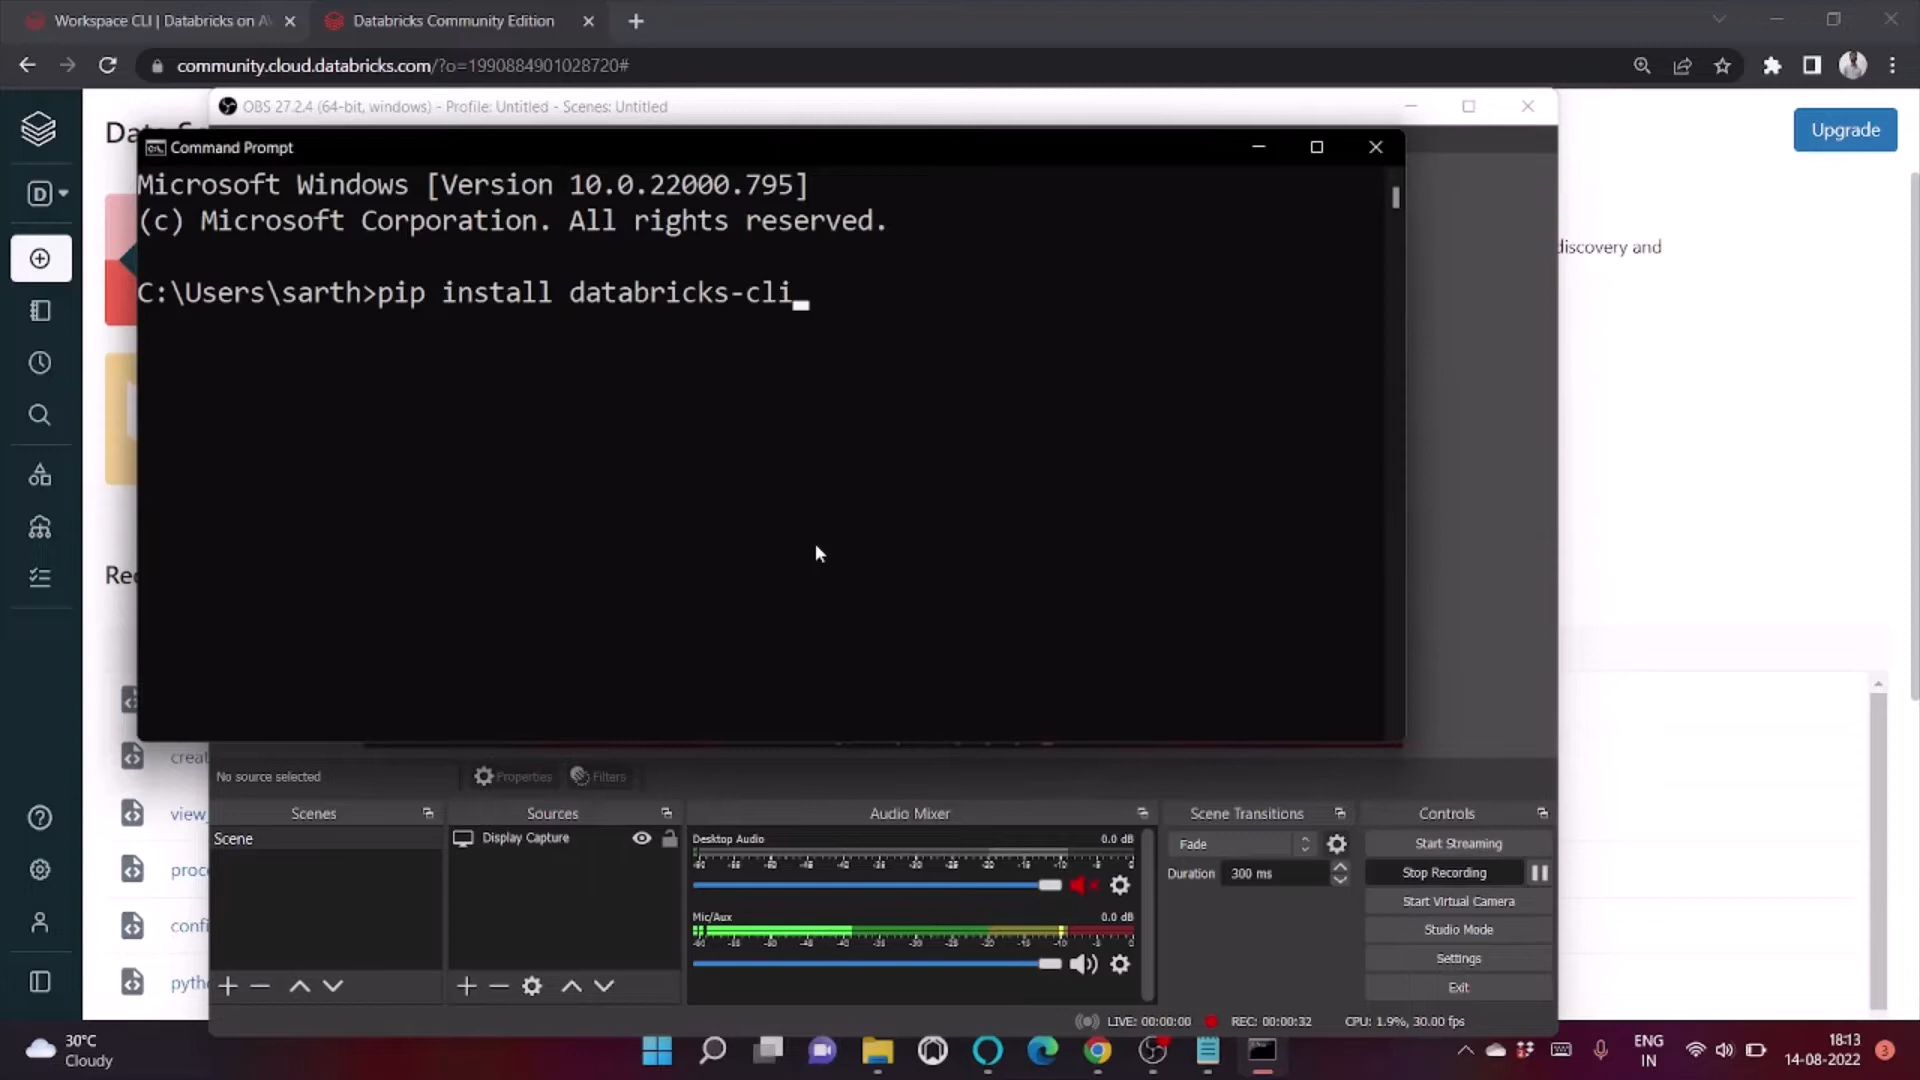 Workspace CLI | Databricks on A
Databricks Community Edition
community.cloud.databricks.com/?o=1990884901028720#
OBS 27.2.4 (64-bit, windows) - Profile: Untitled - Scenes: Untitled
Upgrade
D
Command Prompt
Microsoft Windows [Version 10.0.22000.795]
(c) Microsoft Corporation. All rights reserved.
discovery and
C:\Users\sarth>pip install databricks-cli
Rec
creat
No source selected
Properties
Filters
Scenes
Sources
Audio Mixer
Scene Transitions
Controls
view_
Scene
Display Capture
Desktop Audio
0.0 dB
Fade
Start Streaming
proc
Duration
300 ms
Stop Recording
Start Virtual Camera
Mic/Aux
0.0 dB
confi
Studio Mode
Settings
pyth
Exit
LIVE: 00:00:00
REC: 00:00:32
CPU: 1.9%, 30.00 fps
30°C
Cloudy
ENG
IN
18:13
14-08-2022
3